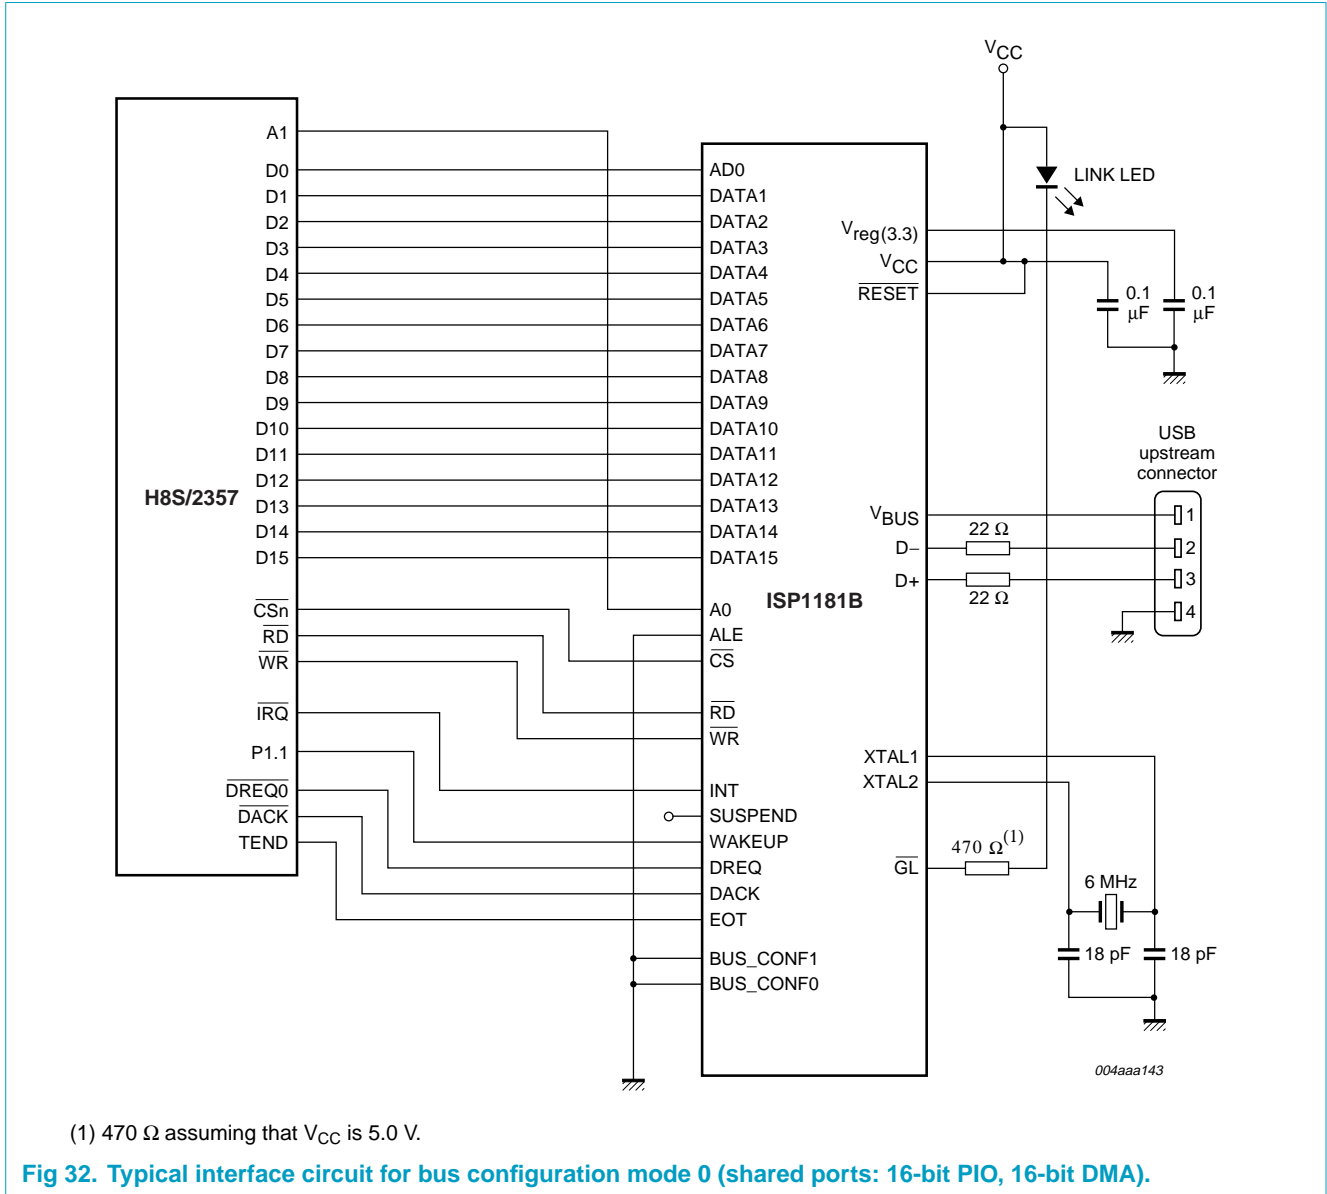 VCC
A1
D0
D1
D2
D3
D4
D5
D6
D7
D8
D9
D10
D11
D12
D13
D14
D15
H8S/2357
CSn
RD
WR
IRQ
P1.1
DREQ0
DACK
TEND
AD0
DATA1
DATA2
DATA3
DATA4
DATA5
DATA6
DATA7
DATA8
DATA9
DATA10
DATA11
DATA12
DATA13
DATA14
DATA15
ISP1181B
A0
ALE
CS
RD
WR
INT
SUSPEND
WAKEUP
DREQ
DACK
EOT
BUS_CONF1
BUS_CONF0
Vreg(3.3)
VCC
RESET
VBUS
D−
D+
XTAL1
XTAL2
GL
LINK LED
0.1
µF
0.1
µF
USB
upstream
connector
1
2
3
4
22 Ω
22 Ω
470 Ω(1)
6 MHz
18 pF
18 pF
004aaa143
(1) 470 Ω assuming that VCC is 5.0 V.
Fig 32. Typical interface circuit for bus configuration mode 0 (shared ports: 16-bit PIO, 16-bit DMA).